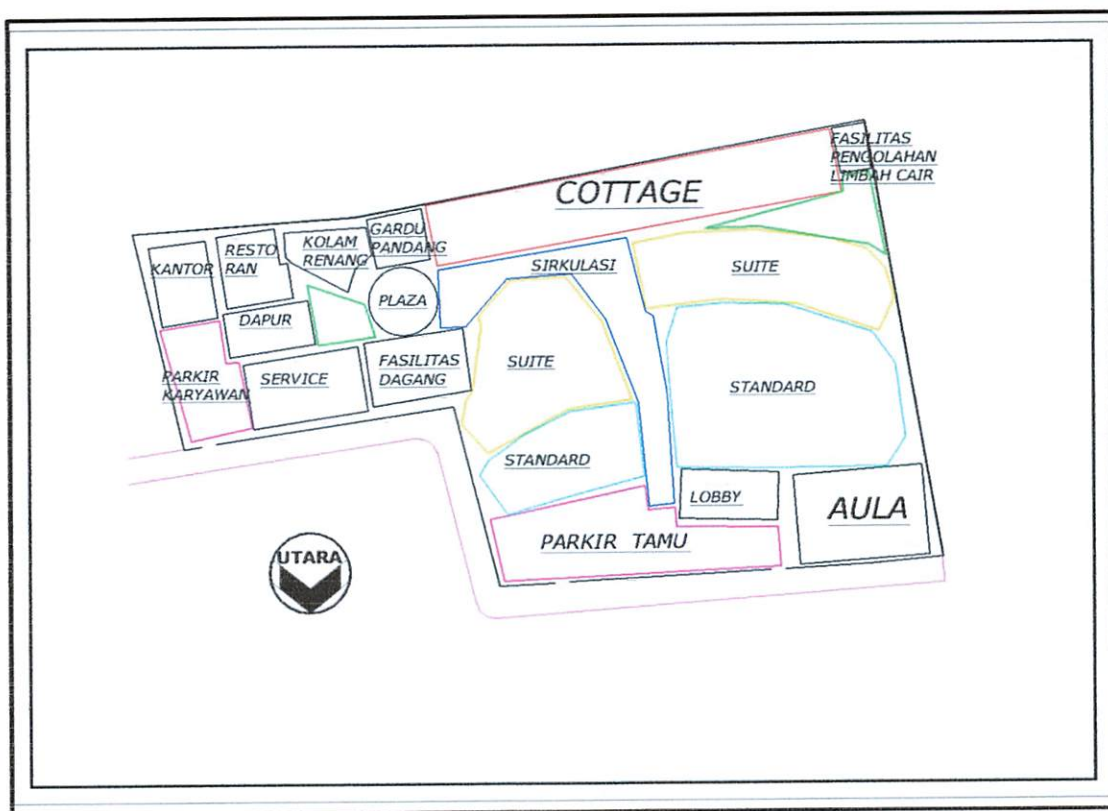 FASILITAS
PENGOLAHAN
LIMBAH CAIR
COTTAGE
GARDU
PANDANG
KOLAM
RENANG
RESTO
RAN
KANTOR
SIRKULASI
SUITE
PLAZA
DAPUR
FASILITAS
DAGANG
SUITE
STANDARD
PARKIR
KARYAWAN
SERVICE
STANDARD
LOBBY
AULA
PARKIR TAMU
UTARA